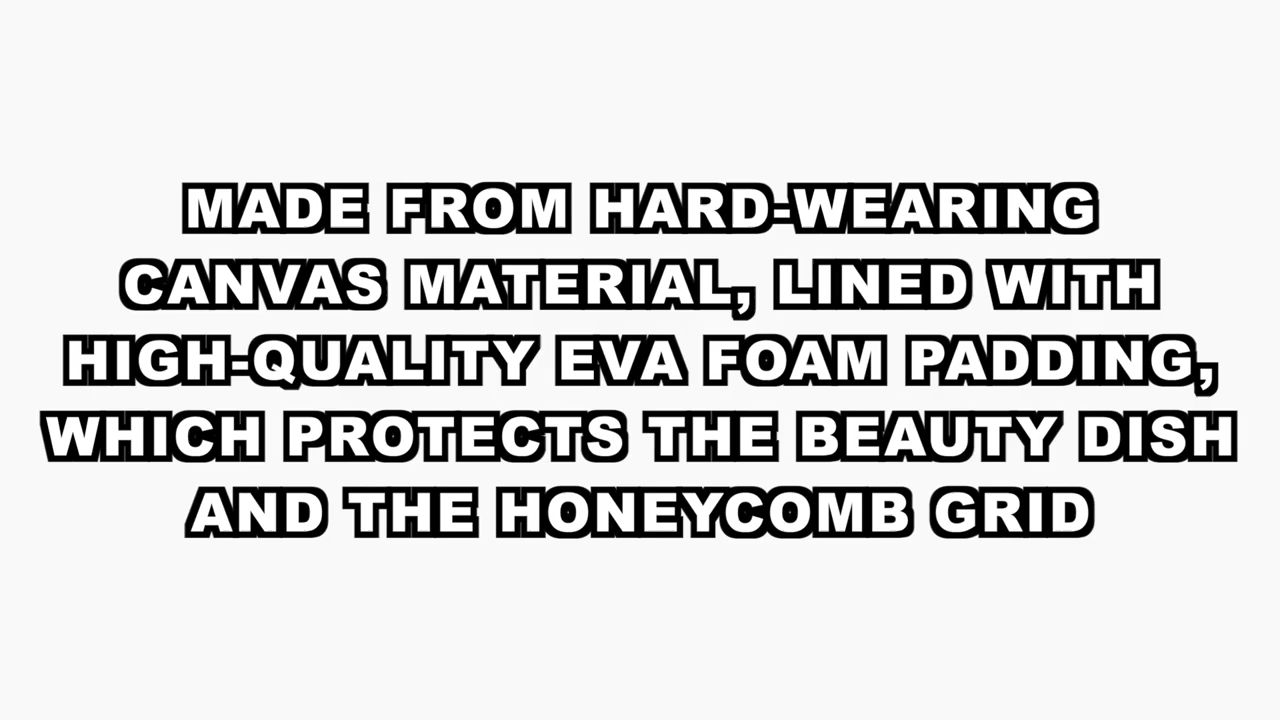 MADE FROM HARD-WEARING
CANVAS MATERIAL, LINED WITH
HIGH-QUALITY EVA FOAM PADDING,
WHICH PROTECTS THE BEAUTY DISH
AND THE HONEYCOMB GRID